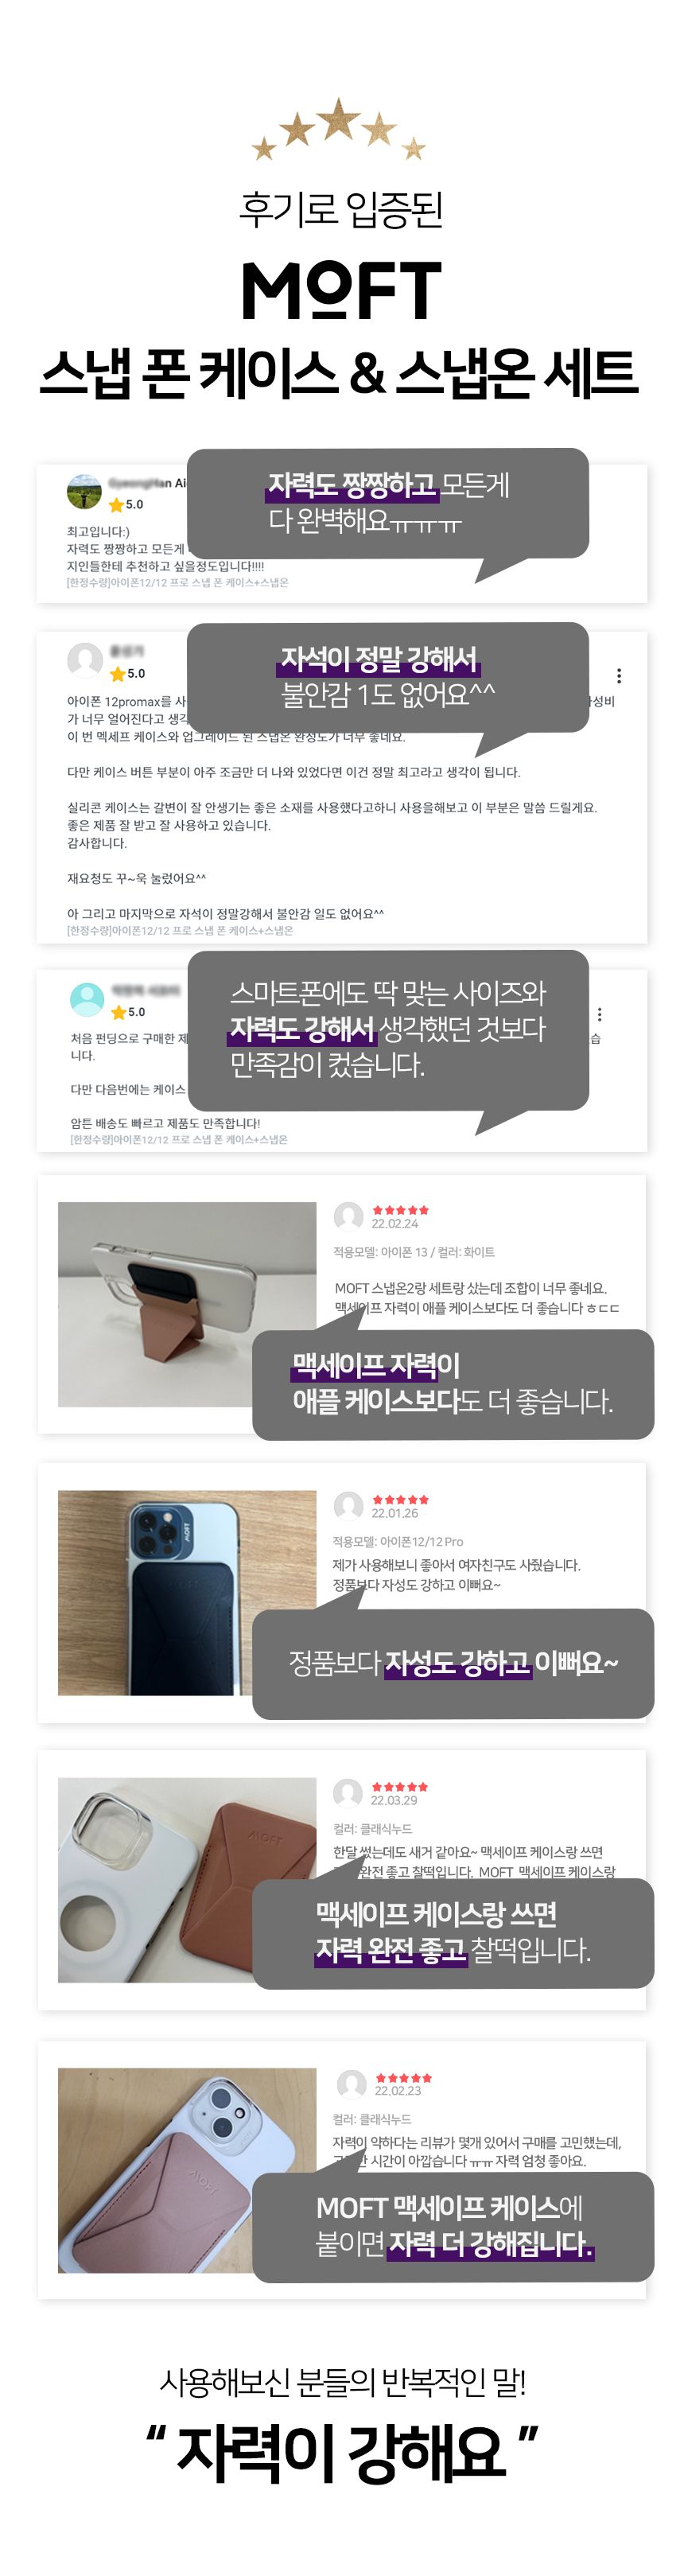 후기로 입증된
MOFT
스냅 폰 케이스 & 스냅온 세트
자력도 짱짱하고 모든게
다 완벽해요ㅠㅠㅠ
5.0
최고입니다:)
자력도 짱짱하고 모든게
지인들한테 추천하고 싶을정도입니다!!!!
[한정수량]아이폰12/12 프로 스냅 폰 케이스+스냅온
자석이 정말 강해서
불안감 1도 없어요^^
5.0
아이폰 12promax를 사 성비
가 너무 얼어진다고 생각
이 번 멕세프 케이스와 업그레이드 된 스냅온 완성도가 너무 좋네요.
다만 케이스 버튼 부분이 아주 조금만 더 나와 있었다면 이건 정말 최고라고 생각이 됩니다.
실리콘 케이스는 갈변이 잘 안생기는 좋은 소재를 사용했다고하니 사용을해보고 이 부분은 말씀 드릴게요.
좋은 제품 잘 받고 잘 사용하고 있습니다.
감사합니다.
재요청도 꾸~욱 눌렀어요^^
아 그리고 마지막으로 자석이 정말강해서 불안감 일도 없어요^^
[한정수량]아이폰12/12 프로 스냅 폰 케이스+스냅온
스마트폰에도 딱 맞는 사이즈와
자력도 강해서 생각했던 것보다
만족감이 컸습니다.
5.0
처음 펀딩으로 구매한 제 습
니다.
다만 다음번에는 케이스
암튼 배송도 빠르고 제품도 만족합니다!
[한정수량]아이폰12/12 프로 스냅 폰 케이스+스냅온
22.02.24
적용모델: 아이폰 13 / 컬러: 화이트
MOFT 스냅온2랑 세트랑 샀는데 조합이 너무 좋네요.
맥세이프 자력이 애플 케이스보다도 더 좋습니다 ㅎㄷㄷ
맥세이프 자력이
애플 케이스보다도 더 좋습니다.
MOFT
22.01.26
적용모델: 아이폰12/12 Pro
제가 사용해보니 좋아서 여자친구도 사줬습니다.
정품보다 자성도 강하고 이뻐요~
정품보다 자성도 강하고 이뻐요~
MOFT
22.03.29
컬러: 클래식누드
한달 썼는데도 새거 같아요~ 맥세이프 케이스랑 쓰면
완전 좋고 찰떡입니다. MOFT 맥세이프 케이스랑
맥세이프 케이스랑 쓰면
자력 완전 좋고 찰떡입니다.
MOFT
22.02.23
컬러: 클래식누드
자력이 약하다는 리뷰가 몇개 있어서 구매를 고민했는데,
시간이 아깝습니다 ㅠㅠ 자력 엄청 좋아요.
MOFT 맥세이프 케이스에
붙이면 자력 더 강해집니다.
사용해보신 분들의 반복적인 말!
“ 자력이 강해요 ”